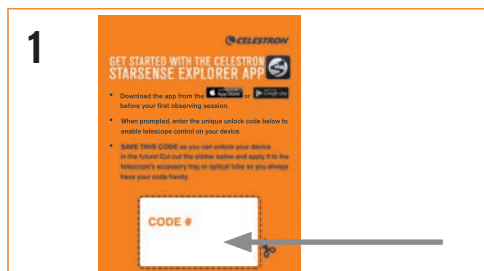 1
CELESTRON
GET STARTED WITH THE CELESTRON
STARSENSE EXPLORER APP
• Download the app from the App Store or Google play
before your first observing session.
• When prompted, enter the unique unlock code below to
enable telescope control on your device.
• SAVE THIS CODE so you can unlock your device
in the future! Cut out the sticker below and apply it to the
telescope's accessory tray or optical tube so you always
have your code handy.
CODE #